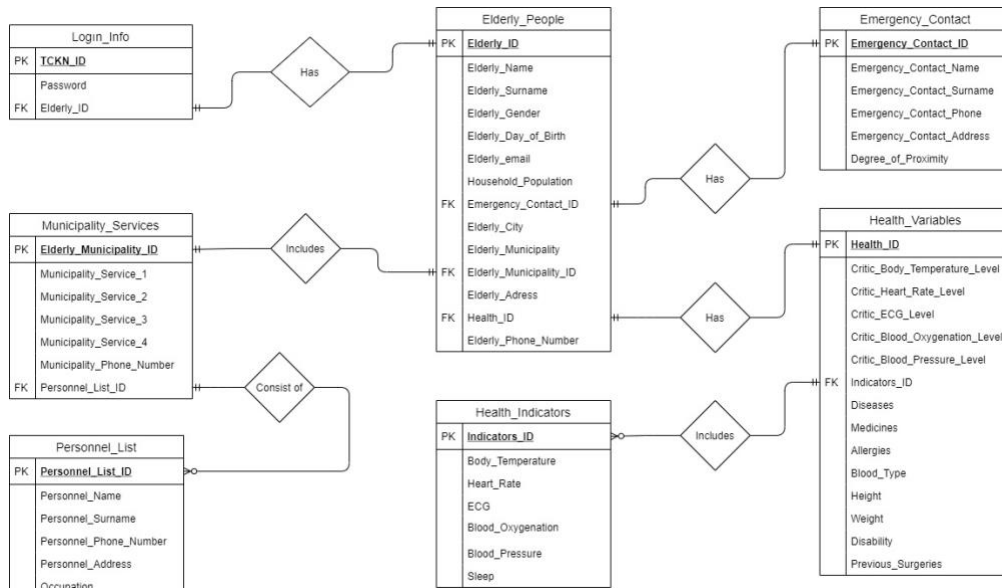 Login_Info
PK TCKN_ID
Password
FK Elderly_ID
Has
Elderly_People
PK Elderly_ID
Elderly_Name
Elderly_Surname
Elderly_Gender
Elderly_Day_of_Birth
Elderly_email
Household_Population
FK Emergency_Contact_ID
Elderly_City
Elderly_Municipality
FK Elderly_Municipality_ID
Elderly_Adress
FK Health_ID
Elderly_Phone_Number
Has
Emergency_Contact
PK Emergency_Contact_ID
Emergency_Contact_Name
Emergency_Contact_Surname
Emergency_Contact_Phone
Emergency_Contact_Address
Degree_of_Proximity
Municipality_Services
PK Elderly_Municipality_ID
Municipality_Service_1
Municipality_Service_2
Municipality_Service_3
Municipality_Service_4
Municipality_Phone_Number
FK Personnel_List_ID
Includes
Consist of
Has
Health_Variables
PK Health_ID
Critic_Body_Temperature_Level
Critic_Heart_Rate_Level
Critic_ECG_Level
Critic_Blood_Oxygenation_Level
Critic_Blood_Pressure_Level
FK Indicators_ID
Diseases
Medicines
Allergies
Blood_Type
Height
Weight
Disability
Previous_Surgeries
Personnel_List
PK Personnel_List_ID
Personnel_Name
Personnel_Surname
Personnel_Phone_Number
Personnel_Address
Occupation
Health_Indicators
PK Indicators_ID
Body_Temperature
Heart_Rate
ECG
Blood_Oxygenation
Blood_Pressure
Sleep
Includes